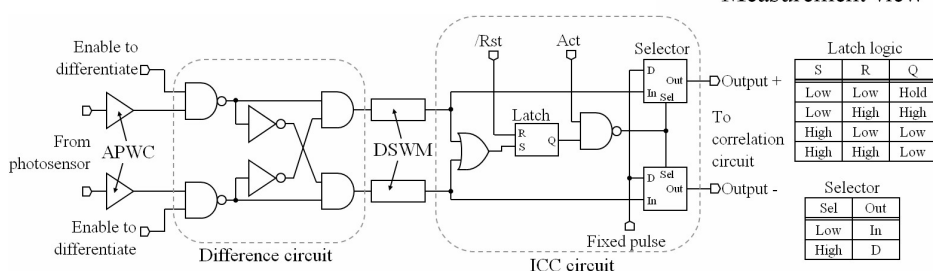 Measurement view
Enable to
differentiate
From
photosensor
APWC
Enable to
differentiate
Difference circuit
DSWM
/Rst
Act
Latch
R
S
Q
Selector
D
Out
In
Sel
Sel
D
Out
In
Fixed pulse
ICC circuit
Output +
To
correlation
circuit
Output -
Latch logic
S R Q
Low Low Hold
Low High High
High Low Low
High High Low
Selector
Sel Out
Low In
High D